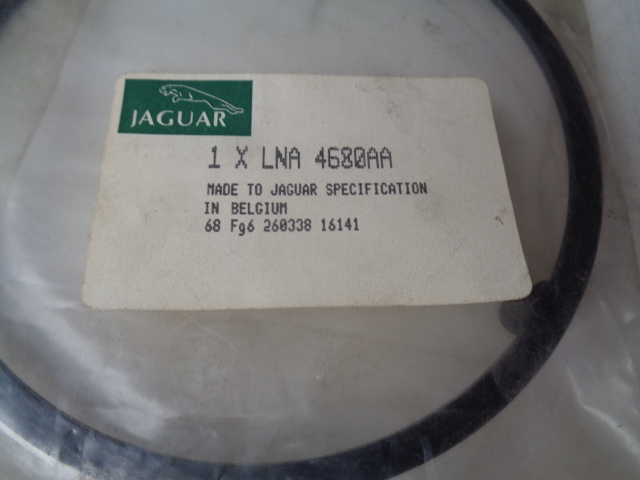 JAGUAR
1 X LNA 4680AA
MADE TO JAGUAR SPECIFICATION
IN BELGIUM
68 Fg6 260338 16141